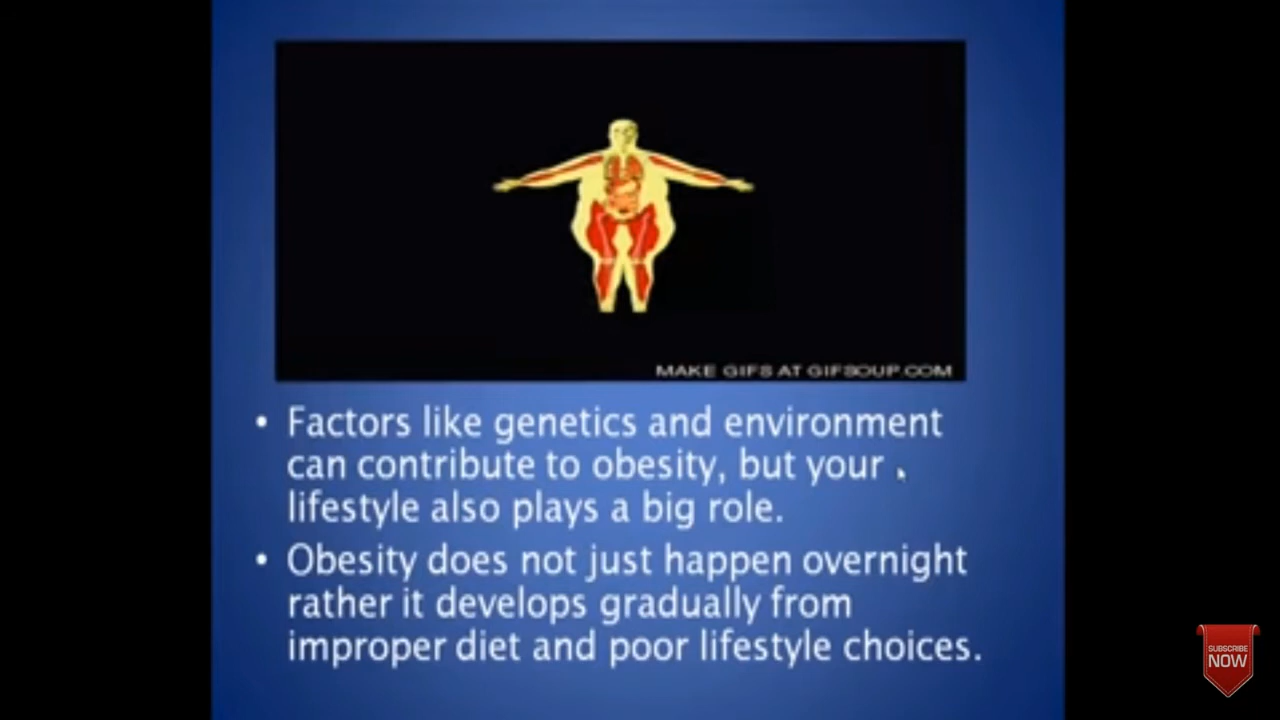 MAKE GIFS AT GIFSOUP.COM
• Factors like genetics and environment
can contribute to obesity, but your
lifestyle also plays a big role.
• Obesity does not just happen overnight
rather it develops gradually from
improper diet and poor lifestyle choices.
SUBSCRIBE
NOW